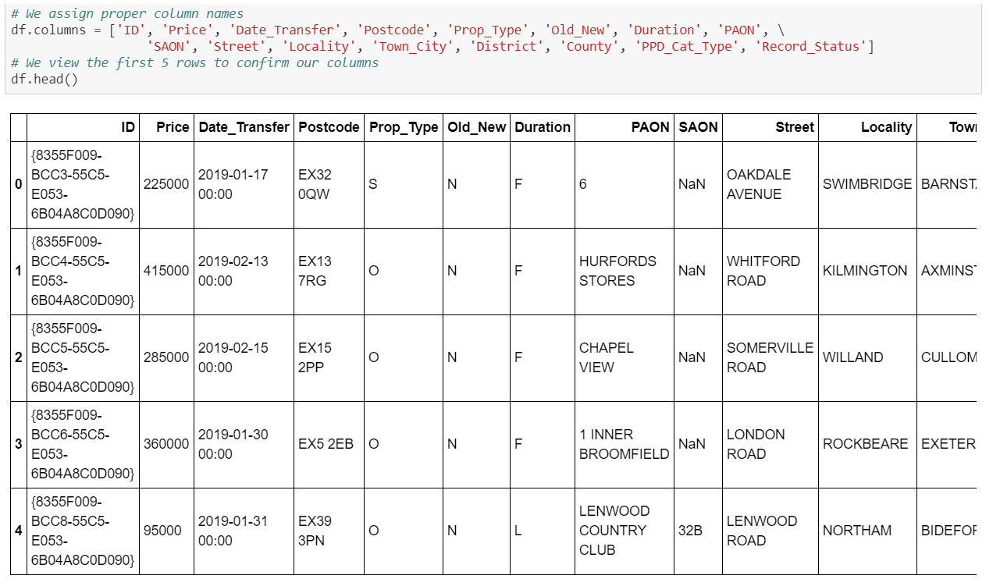 # We assign proper column names
df.columns = ['ID', 'Price', 'Date_Transfer', 'Postcode', 'Prop_Type', 'Old_New', 'Duration', 'PAON', \
'SAON', 'Street', 'Locality', 'Town_City', 'District', 'County', 'PPD_Cat_Type', 'Record_Status']
# We view the first 5 rows to confirm our columns
df.head()
ID Price Date_Transfer Postcode Prop_Type Old_New Duration PAON SAON Street Locality Town
0 {8355F009-BCC3-55C5-E053-6B04A8C0D090} 225000 2019-01-17 00:00 EX32 0QW S N F 6 NaN OAKDALE AVENUE SWIMBRIDGE BARNSTA
1 {8355F009-BCC4-55C5-E053-6B04A8C0D090} 415000 2019-02-13 00:00 EX13 7RG O N F HURFORDS STORES NaN WHITFORD ROAD KILMINGTON AXMINST
2 {8355F009-BCC5-55C5-E053-6B04A8C0D090} 285000 2019-02-15 00:00 EX15 2PP O N F CHAPEL VIEW NaN SOMERVILLE ROAD WILLAND CULLOM
3 {8355F009-BCC6-55C5-E053-6B04A8C0D090} 360000 2019-01-30 00:00 EX5 2EB O N F 1 INNER BROOMFIELD NaN LONDON ROAD ROCKBEARE EXETER
4 {8355F009-BCC8-55C5-E053-6B04A8C0D090} 95000 2019-01-31 00:00 EX39 3PN O N L LENWOOD COUNTRY CLUB 32B LENWOOD ROAD NORTHAM BIDEFOR